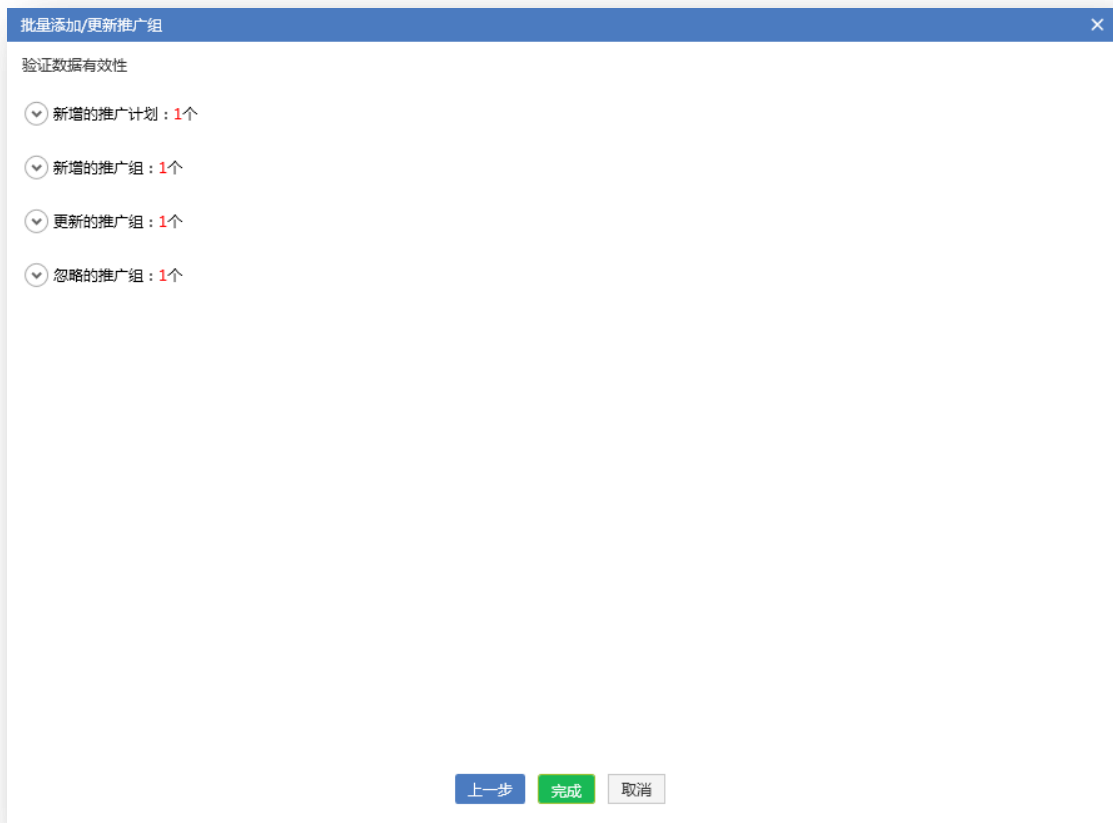 批量添加/更新推广组
验证数据有效性
新增的推广计划：1个
新增的推广组：1个
更新的推广组：1个
忽略的推广组：1个
上一步 完成 取消